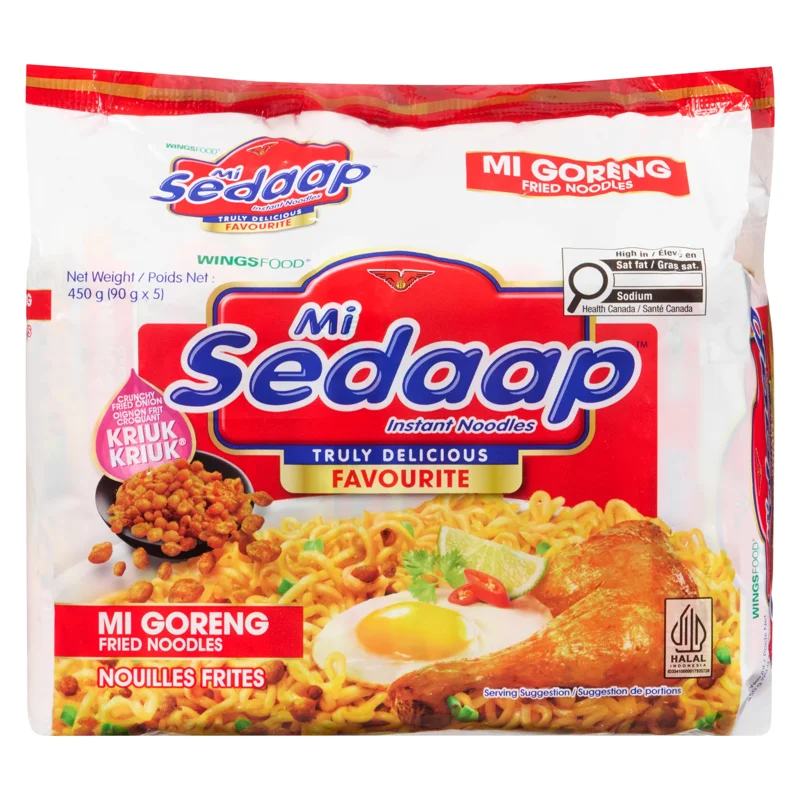 WINGSFOOD®
Mi
Sedaap™
Instant Noodles
TRULY DELICIOUS
FAVOURITE
MI GORENG
FRIED NOODLES
WINGSFOOD®
Net Weight / Poids Net :
450 g (90 g x 5)
High in / Élevé en
Sat fat / Gras sat.
Sodium
Health Canada / Santé Canada
Mi
Sedaap™
Instant Noodles
TRULY DELICIOUS
FAVOURITE
CRUNCHY
FRIED ONION
OIGNON FRIT
CROQUANT
KRIUK
KRIUK®
MI GORENG
FRIED NOODLES
NOUILLES FRITES
HALAL
INDONESIA
Serving Suggestion / Suggestion de portions
WINGSFOOD®